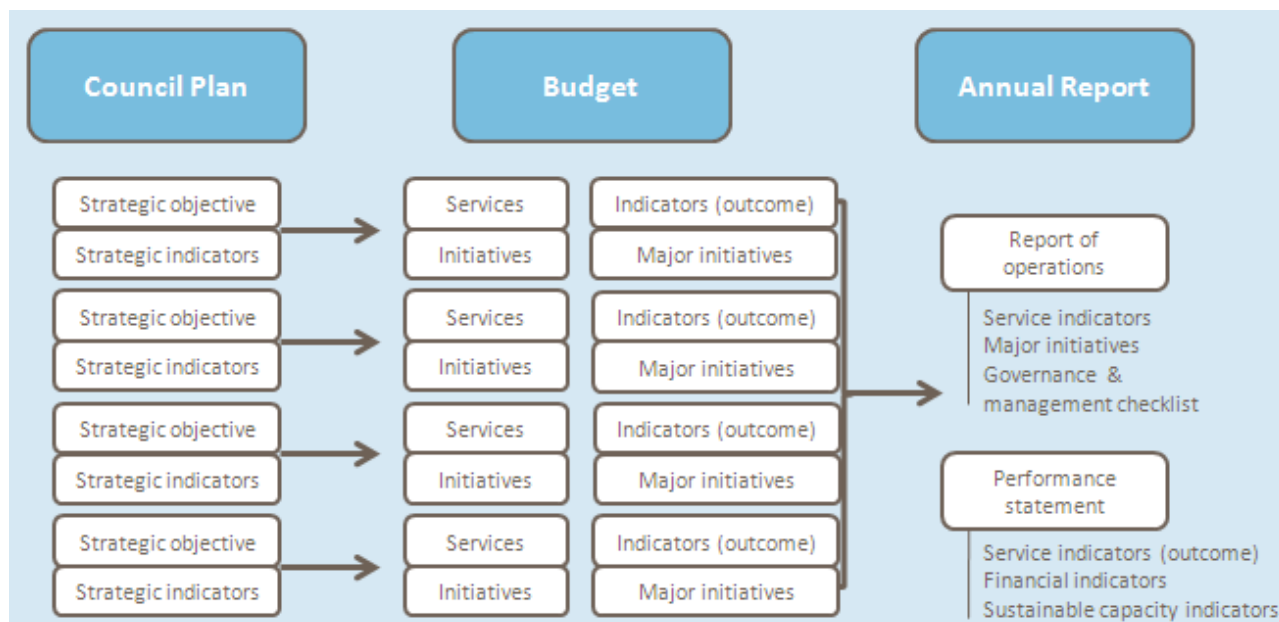 Council Plan
Budget
Annual Report
Strategic objective
Strategic indicators
Services
Initiatives
Indicators (outcome)
Major initiatives
Strategic objective
Strategic indicators
Services
Initiatives
Indicators (outcome)
Major initiatives
Strategic objective
Strategic indicators
Services
Initiatives
Indicators (outcome)
Major initiatives
Strategic objective
Strategic indicators
Services
Initiatives
Indicators (outcome)
Major initiatives
Report of
operations
Service indicators
Major initiatives
Governance &
management checklist
Performance
statement
Service indicators (outcome)
Financial indicators
Sustainable capacity indicators